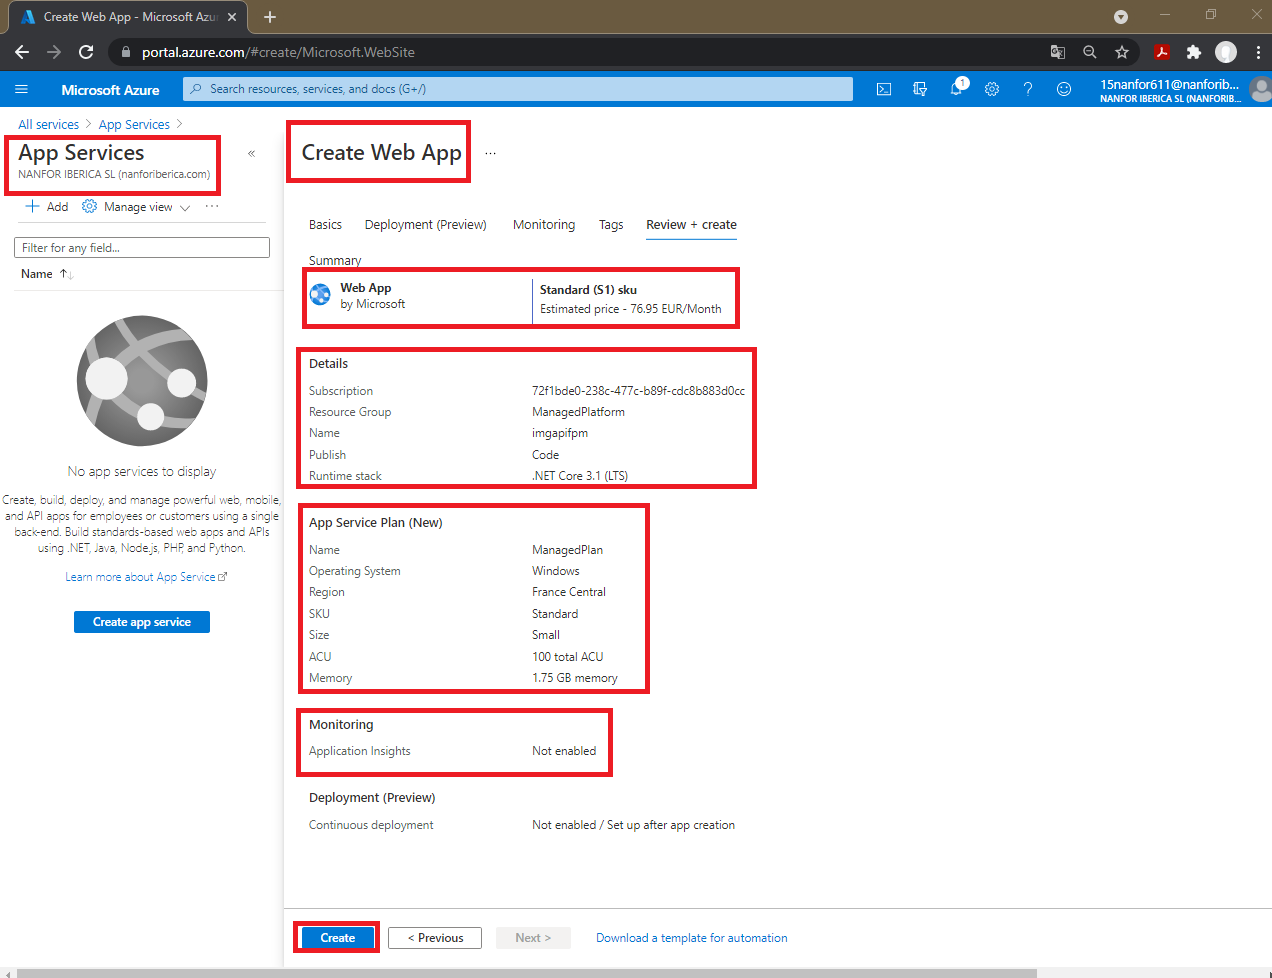 Create Web App - Microsoft Azur
portal.azure.com/#create/Microsoft.WebSite
Microsoft Azure
Search resources, services, and docs (G+/)
1
15nanfor611@nanforib...
NANFOR IBERICA SL (NANFORIB...
All services > App Services >
App Services
NANFOR IBERICA SL (nanforiberica.com)
Add
Manage view
Filter for any field...
Name
No app services to display
Create, build, deploy, and manage powerful web, mobile,
and API apps for employees or customers using a single
back-end. Build standards-based web apps and APIs
using .NET, Java, Node.js, PHP, and Python.
Learn more about App Service
Create app service
Create Web App
...
Basics
Deployment (Preview)
Monitoring
Tags
Review + create
Summary
Web App
by Microsoft
Standard (S1) sku
Estimated price - 76.95 EUR/Month
Details
Subscription 72f1bde0-238c-477c-b89f-cdc8b883d0cc
Resource Group ManagedPlatform
Name imgapifpm
Publish Code
Runtime stack .NET Core 3.1 (LTS)
App Service Plan (New)
Name ManagedPlan
Operating System Windows
Region France Central
SKU Standard
Size Small
ACU 100 total ACU
Memory 1.75 GB memory
Monitoring
Application Insights Not enabled
Deployment (Preview)
Continuous deployment Not enabled / Set up after app creation
Create
< Previous
Next >
Download a template for automation